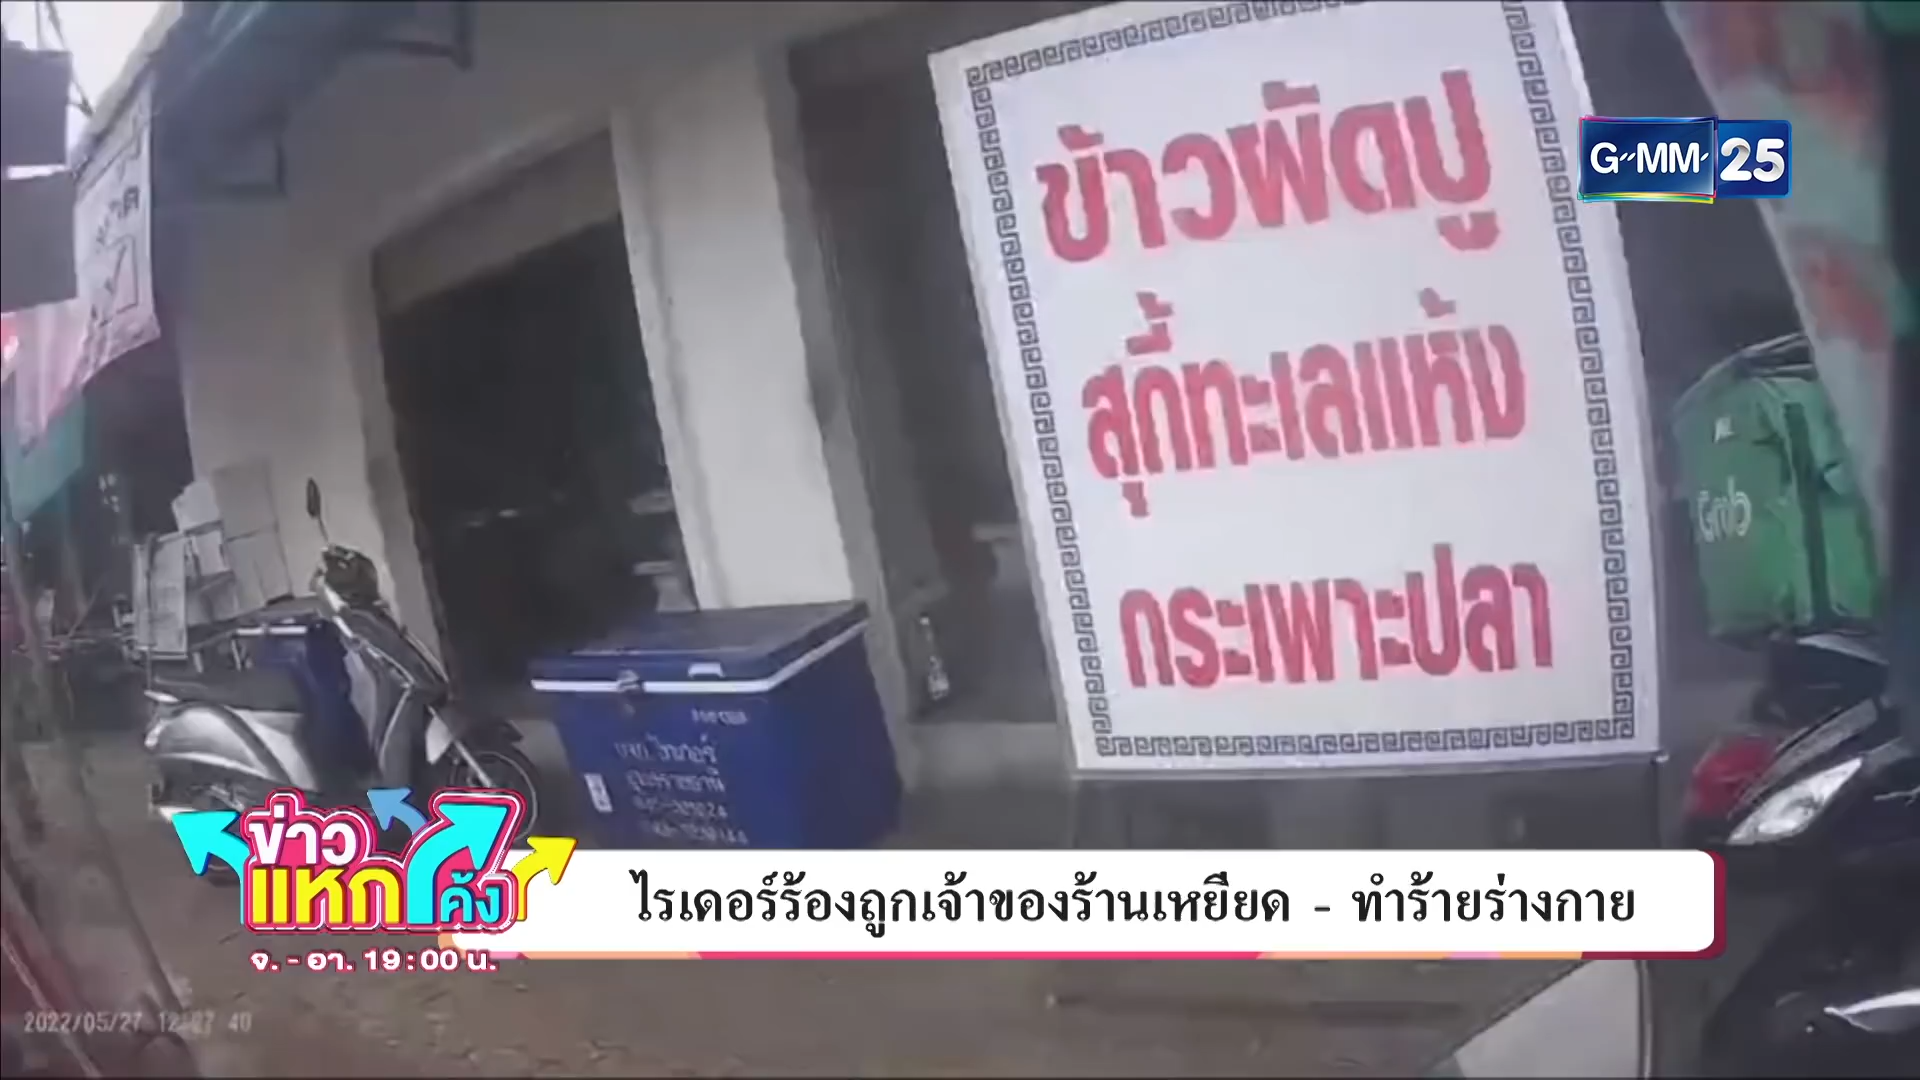 ข้าวผัดปู
สุกี้ทะเลแห้ง
กระเพาะปลา
G-MM 25
Grab
ข่าว
แหก
โค้ง
จ. - อา. 19:00 น.
ไรเดอร์ร้องถูกเจ้าของร้านเหยียด - ทำร้ายร่างกาย
2022/05/27